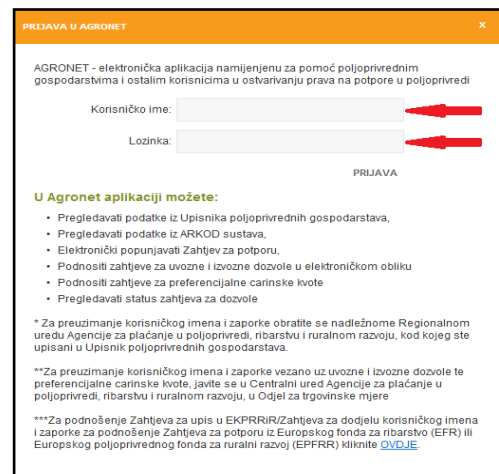 PRIJAVA U AGRONET x
AGRONET - elektronička aplikacija namijenjenu za pomoć poljoprivrednim
gospodarstvima i ostalim korisnicima u ostvarivanju prava na potpore u poljoprivredi
Korisničko ime:
Lozinka:
PRIJAVA
U Agronet aplikaciji možete:
• Pregledavati podatke iz Upisnika poljoprivrednih gospodarstava,
• Pregledavati podatke iz ARKOD sustava,
• Elektronički popunjavati Zahtjev za potporu,
• Podnositi zahtjeve za uvozne i izvozne dozvole u elektroničkom obliku
• Podnositi zahtjeve za preferencijalne carinske kvote
• Pregledavati status zahtjeva za dozvole
* Za preuzimanje korisničkog imena i zaporke obratite se nadležnome Regionalnom
uredu Agencije za plaćanje u poljoprivredi, ribarstvu i ruralnom razvoju, kod kojeg ste
upisani u Upisnik poljoprivrednih gospodarstava.
**Za preuzimanje korisničkog imena i zaporke vezano uz uvozne i izvozne dozvole te
preferencijalne carinske kvote, javite se u Centralni ured Agencije za plaćanje u
poljoprivredi, ribarstvu i ruralnom razvoju, u Odjel za trgovinske mjere
***Za podnošenje Zahtjeva za upis u EKPRRiR/Zahtjeva za dodjelu korisničkog imena
i zaporke za podnošenje Zahtjeva za potporu iz Europskog fonda za ribarstvo (EFR) ili
Europskog poljoprivrednog fonda za ruralni razvoj (EPFRR) kliknite OVDJE.